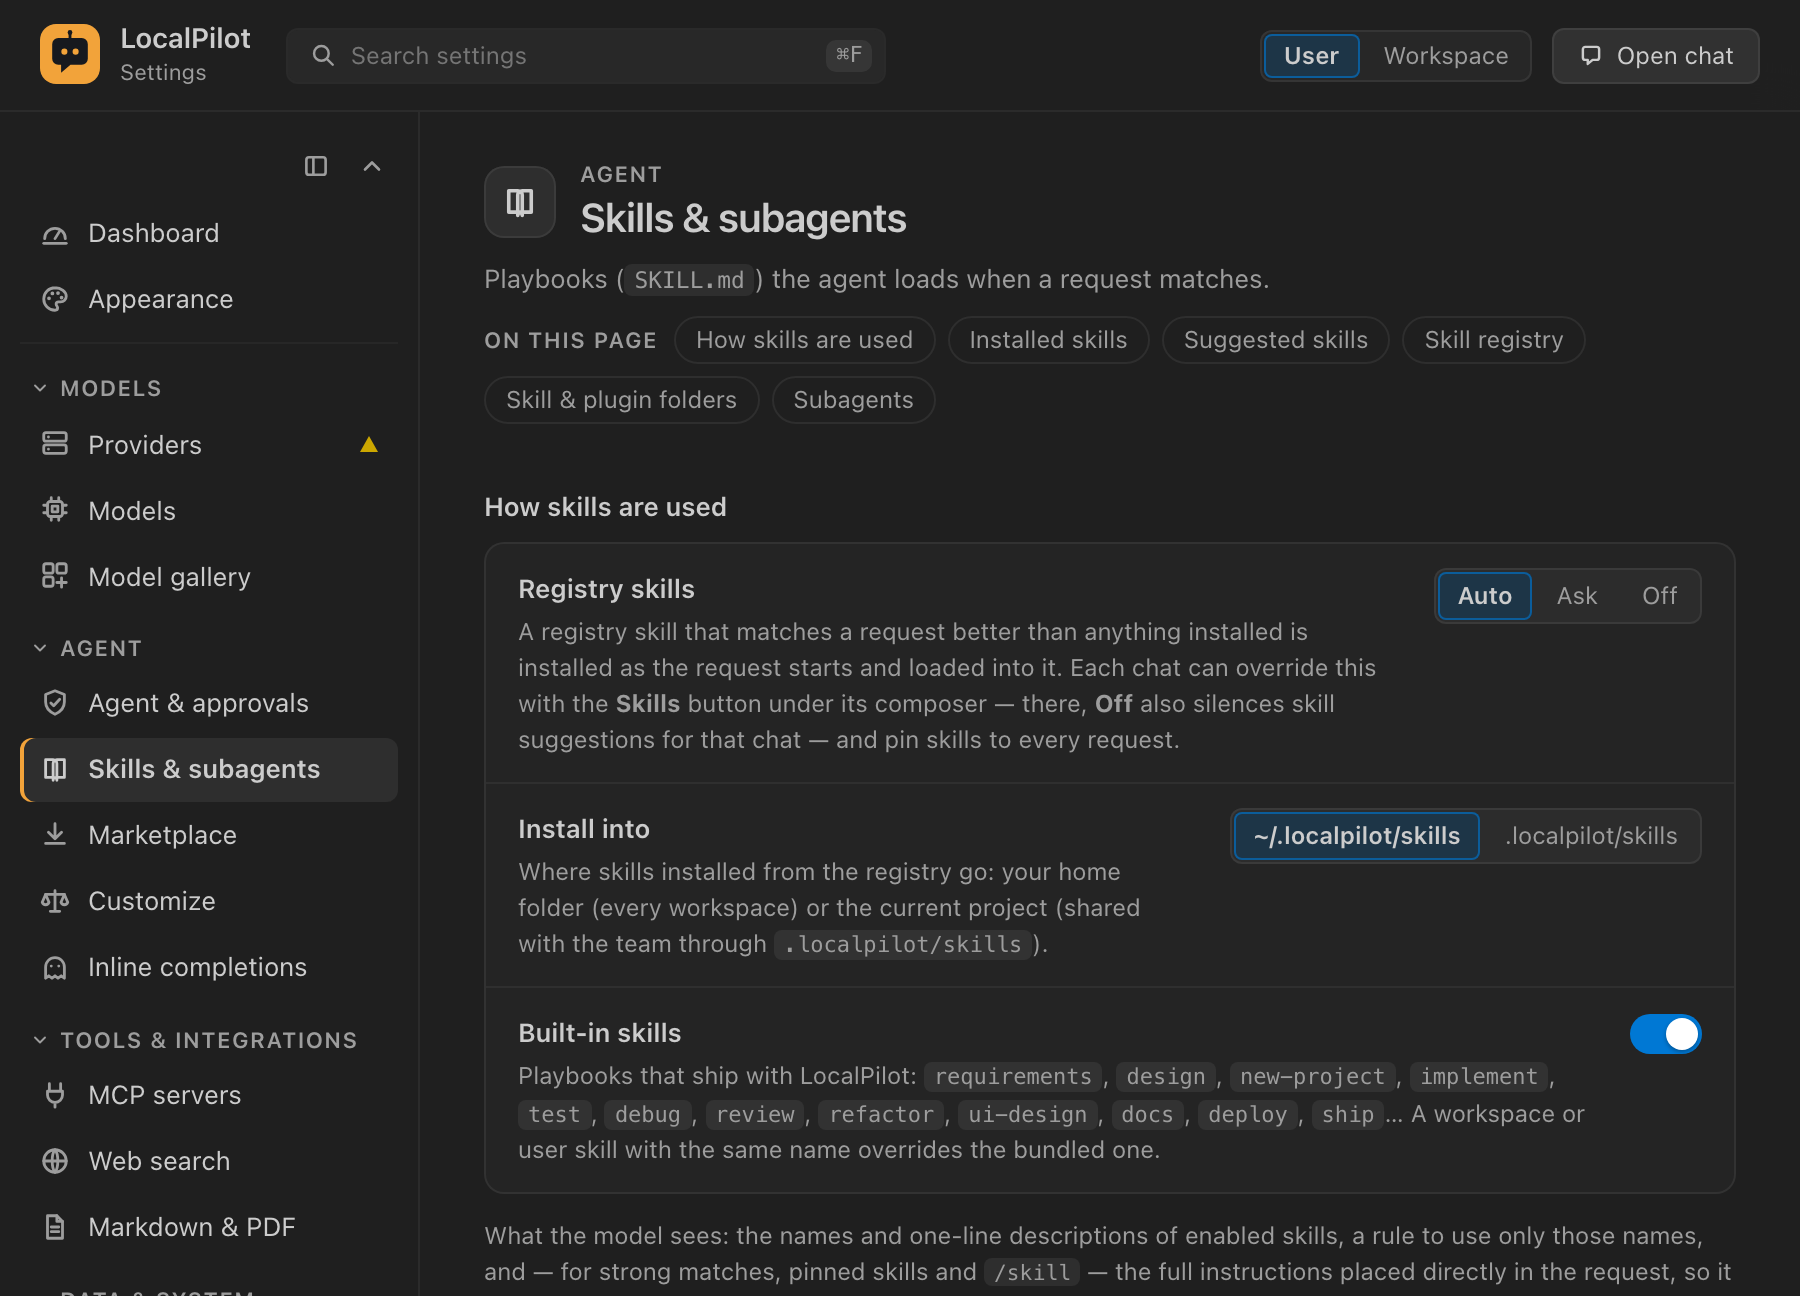 LocalPilot
Settings
Search settings
⌘F
User
Workspace
Open chat
Dashboard
Appearance
MODELS
Providers
Models
Model gallery
AGENT
Agent & approvals
Skills & subagents
Marketplace
Customize
Inline completions
TOOLS & INTEGRATIONS
MCP servers
Web search
Markdown & PDF
DATA & SYSTEM
AGENT
Skills & subagents
Playbooks (SKILL.md) the agent loads when a request matches.
ON THIS PAGE
How skills are used
Installed skills
Suggested skills
Skill registry
Skill & plugin folders
Subagents
How skills are used
Registry skills
Auto
Ask
Off
A registry skill that matches a request better than anything installed is
installed as the request starts and loaded into it. Each chat can override this
with the Skills button under its composer — there, Off also silences skill
suggestions for that chat — and pin skills to every request.
Install into
~/.localpilot/skills
.localpilot/skills
Where skills installed from the registry go: your home
folder (every workspace) or the current project (shared
with the team through .localpilot/skills).
Built-in skills
Playbooks that ship with LocalPilot: requirements, design, new-project, implement,
test, debug, review, refactor, ui-design, docs, deploy, ship… A workspace or
user skill with the same name overrides the bundled one.
What the model sees: the names and one-line descriptions of enabled skills, a rule to use only those names,
and — for strong matches, pinned skills and /skill — the full instructions placed directly in the request, so it